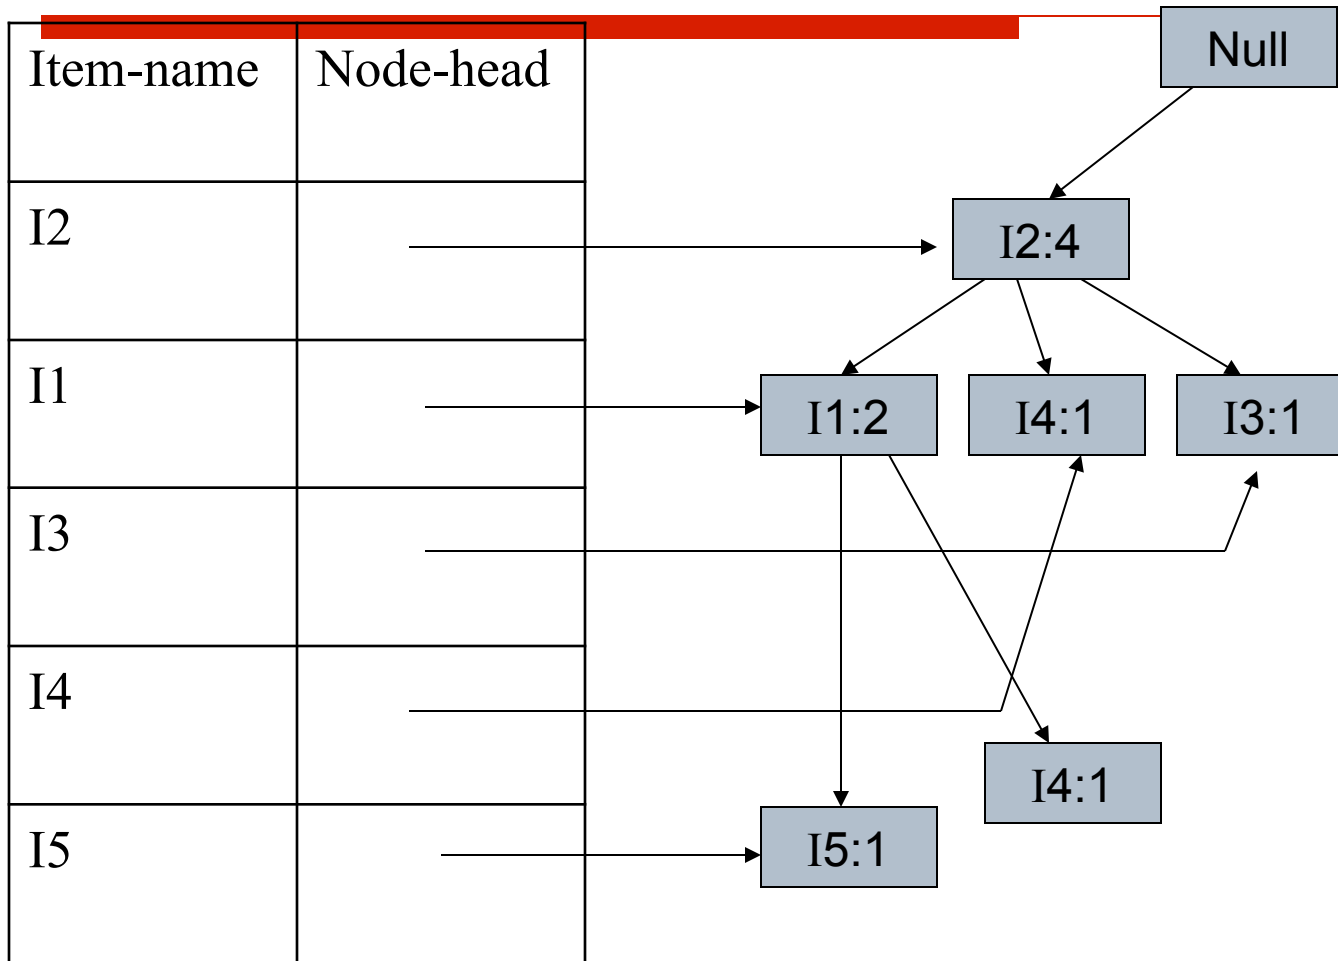 Item-name Node-head
Null
I2
I2:4
I1
I1:2 I4:1 I3:1
I3
I4
I4:1
I5
I5:1